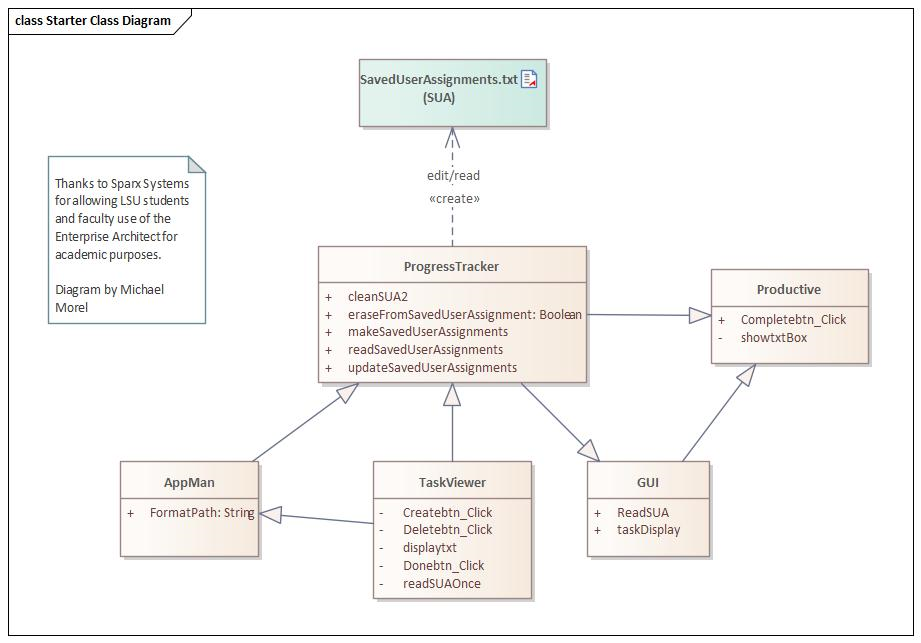 class Starter Class Diagram
SavedUserAssignments.txt
(SUA)
edit/read
«create»
Thanks to Sparx Systems
for allowing LSU students
and faculty use of the
Enterprise Architect for
academic purposes.
Diagram by Michael
Morel
ProgressTracker
+ cleanSUA2
+ eraseFromSavedUserAssignment: Boolean
+ makeSavedUserAssignments
+ readSavedUserAssignments
+ updateSavedUserAssignments
Productive
+ Completebtn_Click
- showtxtBox
AppMan
+ FormatPath: String
TaskViewer
- Createbtn_Click
- Deletebtn_Click
- displaytxt
- Donebtn_Click
- readSUAOnce
GUI
+ ReadSUA
+ taskDisplay